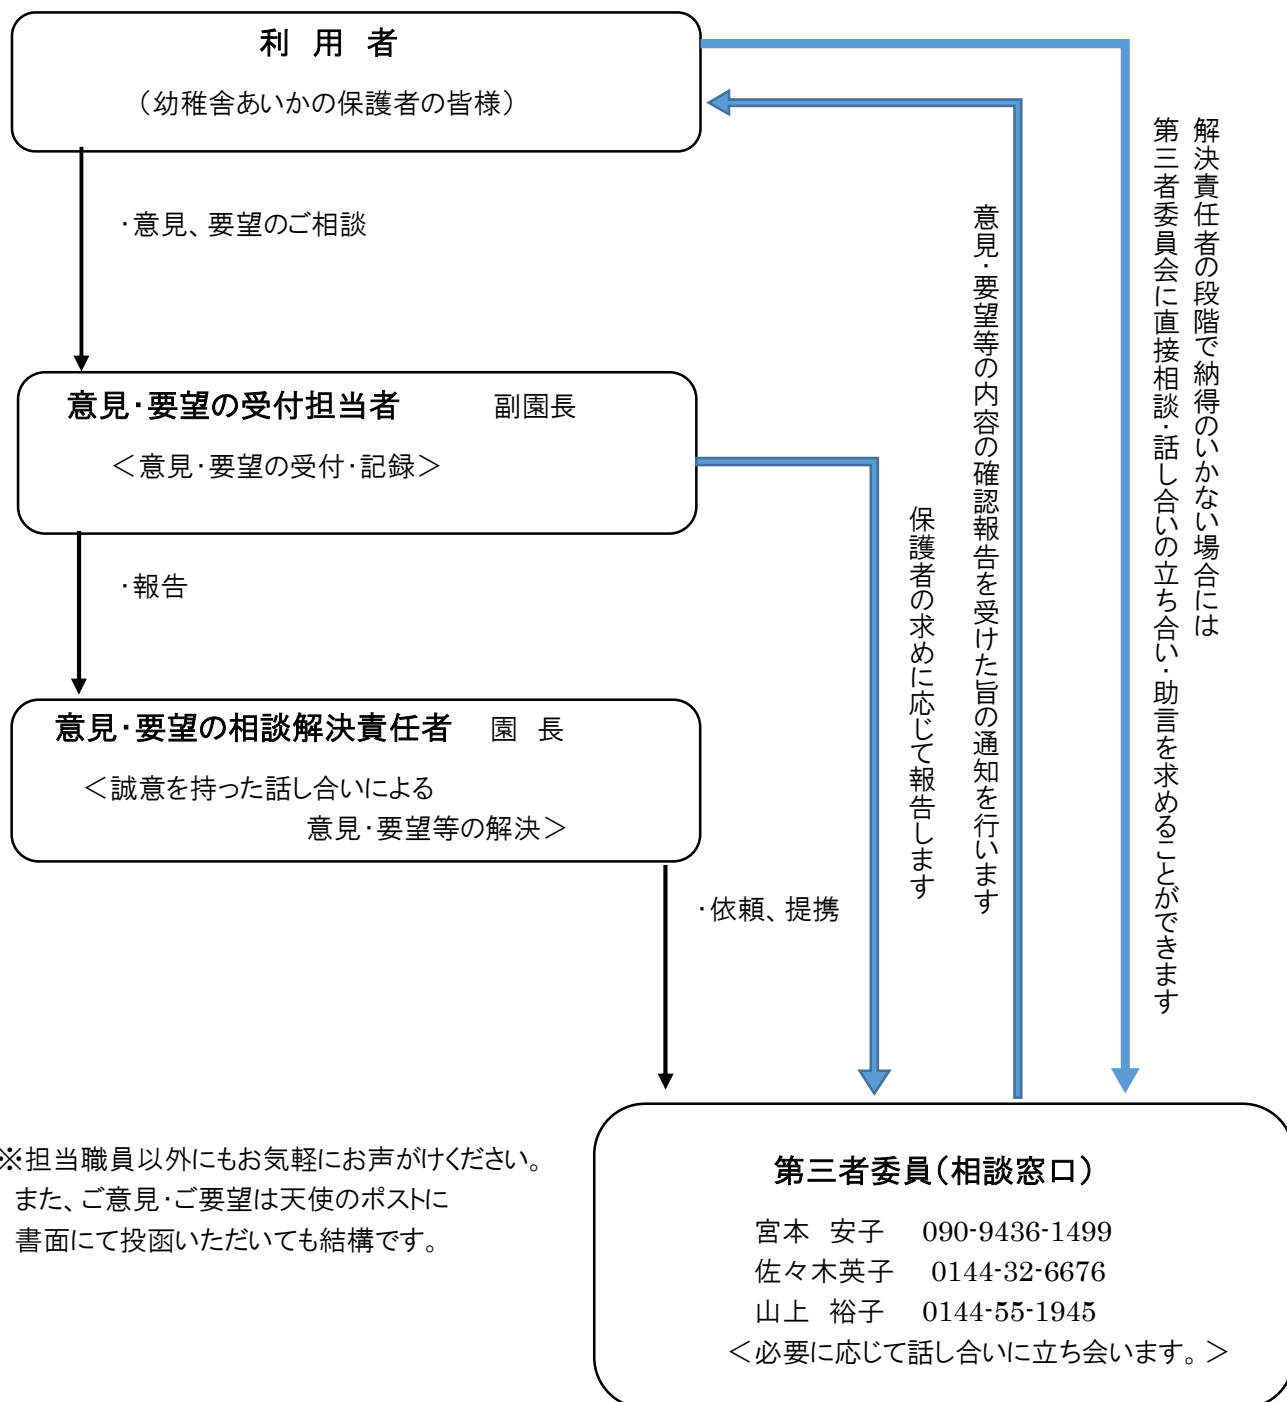 利 用 者
（幼稚舎あいかの保護者の皆様）
・意見、要望のご相談
意見・要望の受付担当者 副園長
＜意見・要望の受付・記録＞
・報告
意見・要望の相談解決責任者 園 長
＜誠意を持った話し合いによる
意見・要望等の解決＞
・依頼、提携
解決責任者の段階で納得のいかない場合には
第三者委員会に直接相談・話し合いの立ち合い・助言を求めることができます
意見・要望等の内容の確認報告を受けた旨の通知を行います
保護者の求めに応じて報告します
※担当職員以外にもお気軽にお声がけください。
また、ご意見・ご要望は天使のポストに
書面にて投函いただいても結構です。
第三者委員（相談窓口）
宮本 安子 090-9436-1499
佐々木英子 0144-32-6676
山上 裕子 0144-55-1945
＜必要に応じて話し合いに立ち会います。＞